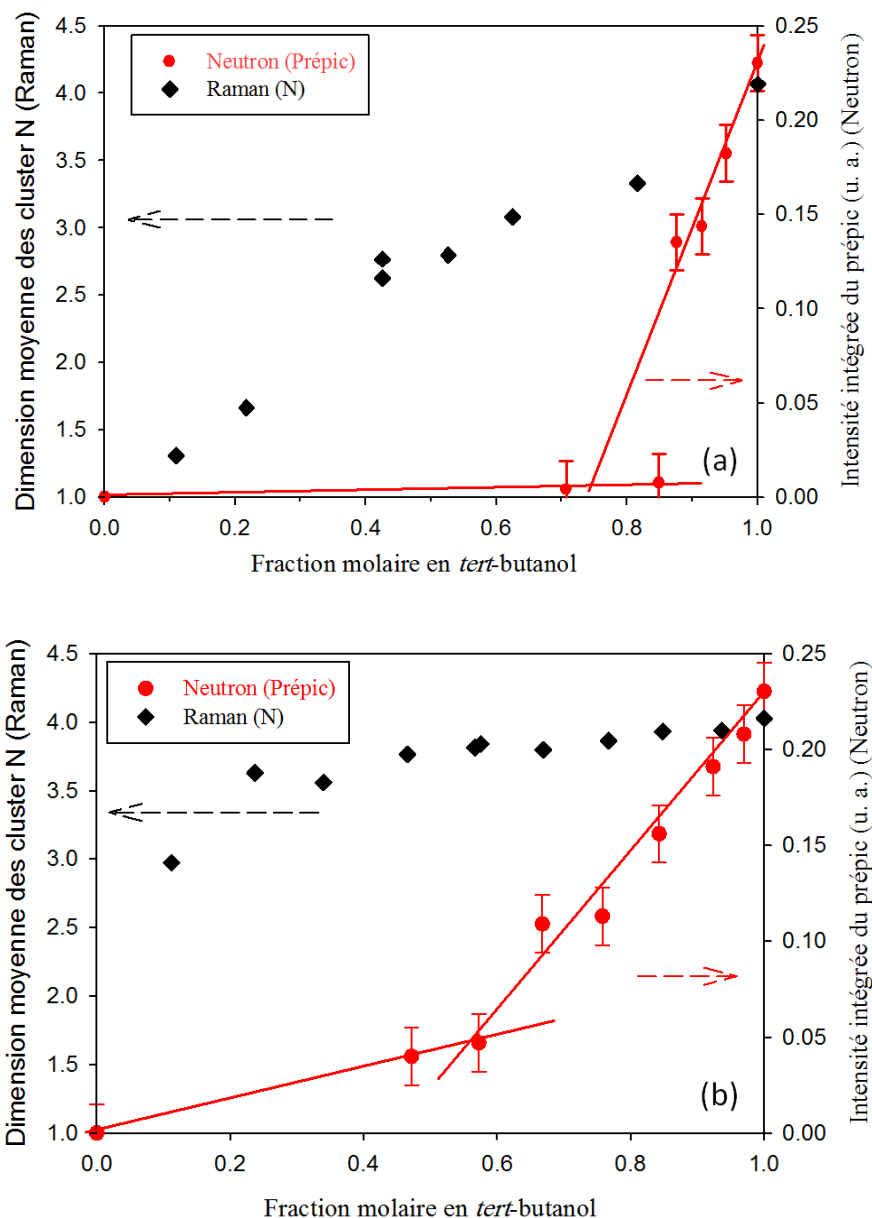 Dimension moyenne des cluster N (Raman)
4.5
4.0
3.5
3.0
2.5
2.0
1.5
1.0
Neutron (Prépic)
Raman (N)
(a)
0.25
0.20
0.15
0.10
0.05
0.00
Intensité intégrée du prépic (u. a.) (Neutron)
0.0 0.2 0.4 0.6 0.8 1.0
Fraction molaire en tert-butanol
Dimension moyenne des cluster N (Raman)
4.5
4.0
3.5
3.0
2.5
2.0
1.5
1.0
Neutron (Prépic)
Raman (N)
(b)
0.25
0.20
0.15
0.10
0.05
0.00
Intensité intégrée du prépic (u. a.) (Neutron)
0.0 0.2 0.4 0.6 0.8 1.0
Fraction molaire en tert-butanol